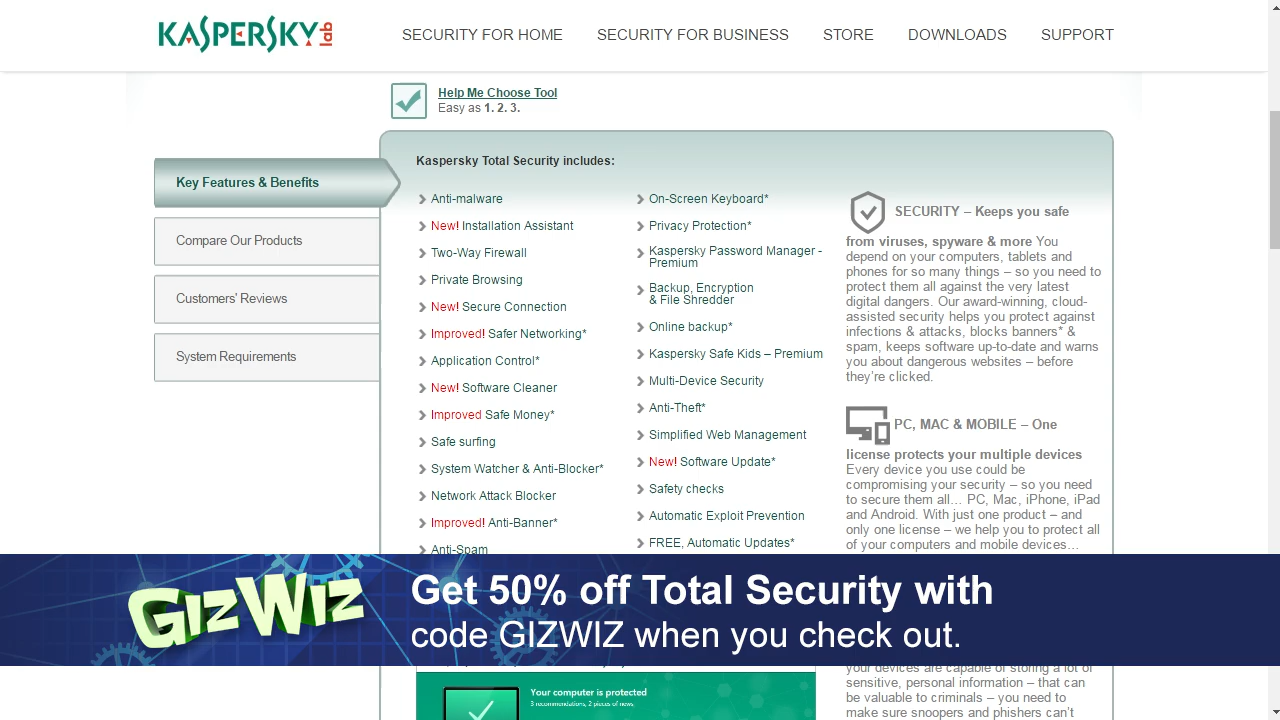 KASPERSKY lab
SECURITY FOR HOME
SECURITY FOR BUSINESS
STORE
DOWNLOADS
SUPPORT
Help Me Choose Tool
Easy as 1. 2. 3.
Key Features & Benefits
Compare Our Products
Customers' Reviews
System Requirements
Kaspersky Total Security includes:
Anti-malware
New! Installation Assistant
Two-Way Firewall
Private Browsing
New! Secure Connection
Improved! Safer Networking*
Application Control*
New! Software Cleaner
Improved Safe Money*
Safe surfing
System Watcher & Anti-Blocker*
Network Attack Blocker
Improved! Anti-Banner*
Anti-Spam
On-Screen Keyboard*
Privacy Protection*
Kaspersky Password Manager -
Premium
Backup, Encryption
& File Shredder
Online backup*
Kaspersky Safe Kids – Premium
Multi-Device Security
Anti-Theft*
Simplified Web Management
New! Software Update*
Safety checks
Automatic Exploit Prevention
FREE, Automatic Updates*
SECURITY – Keeps you safe
from viruses, spyware & more You
depend on your computers, tablets and
phones for so many things – so you need to
protect them all against the very latest
digital dangers. Our award-winning, cloud-
assisted security helps you protect against
infections & attacks, blocks banners* &
spam, keeps software up-to-date and warns
you about dangerous websites – before
they're clicked.
PC, MAC & MOBILE – One
license protects your multiple devices
Every device you use could be
compromising your security – so you need
to secure them all… PC, Mac, iPhone, iPad
and Android. With just one product – and
only one license – we help you to protect all
of your computers and mobile devices…
GIZWIZ
Get 50% off Total Security with
code GIZWIZ when you check out.
Your computer is protected
3 recommendations, 2 pieces of news
your devices are capable of storing a lot of
sensitive, personal information – that can
be valuable to criminals – you need to
make sure snoopers and phishers can't